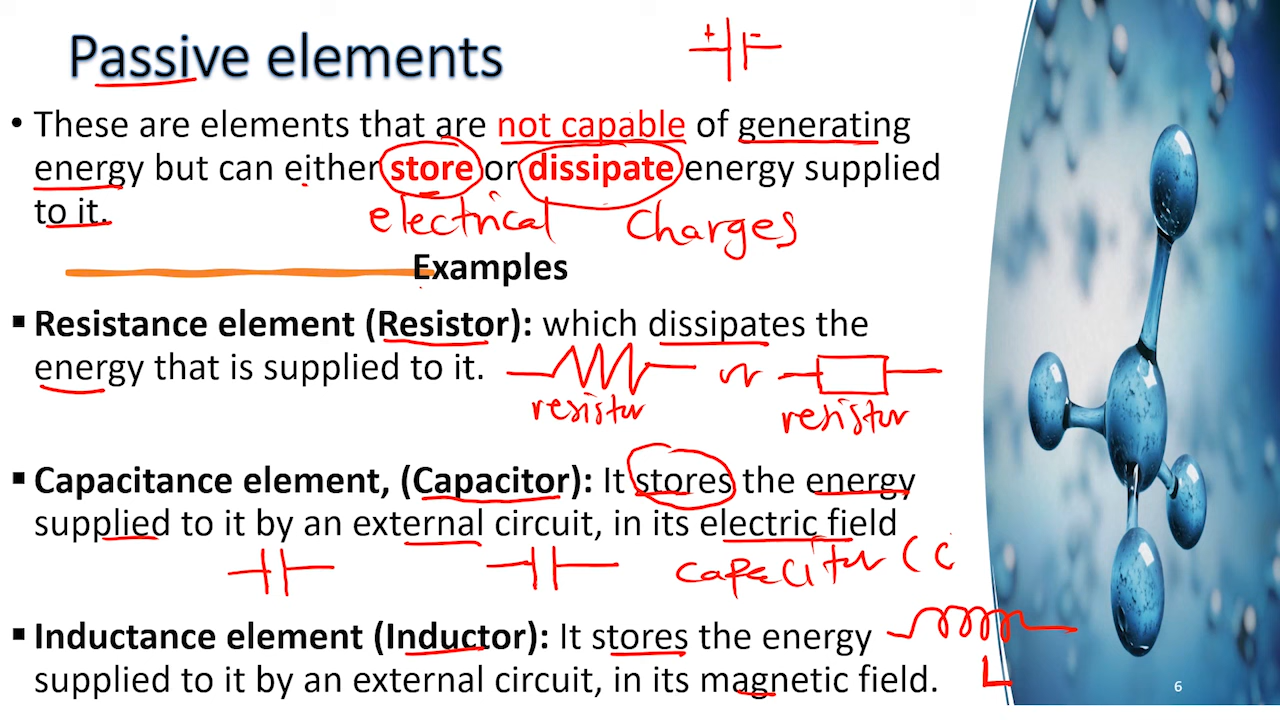 + -
Passive elements
• These are elements that are not capable of generating
energy but can either store or dissipate energy supplied
to it.
electrical charges
Examples
▪ Resistance element (Resistor): which dissipates the
energy that is supplied to it.
or
resistor resistor
▪ Capacitance element, (Capacitor): It stores the energy
supplied to it by an external circuit, in its electric field
capacitor (C
▪ Inductance element (Inductor): It stores the energy
supplied to it by an external circuit, in its magnetic field.
L
6